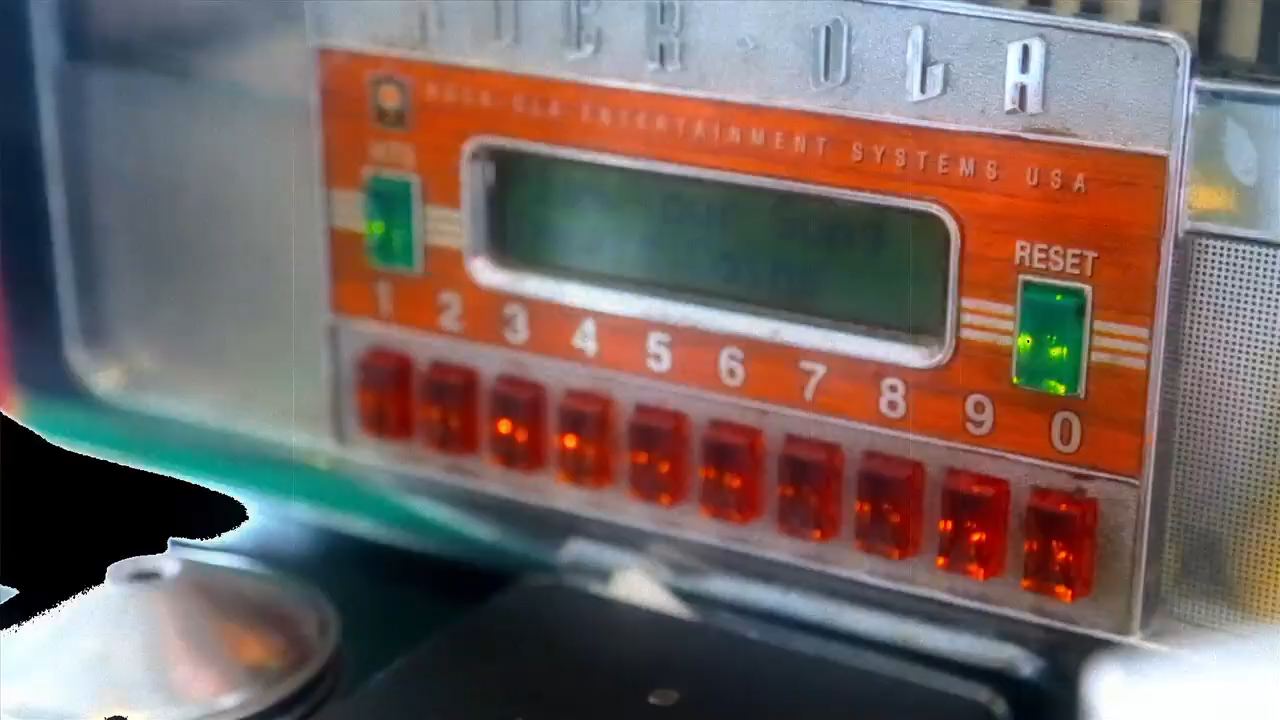 ROCK-OLA
ROCK-OLA ENTERTAINMENT SYSTEMS USA
RESET
1 2 3 4 5 6 7 8 9 0